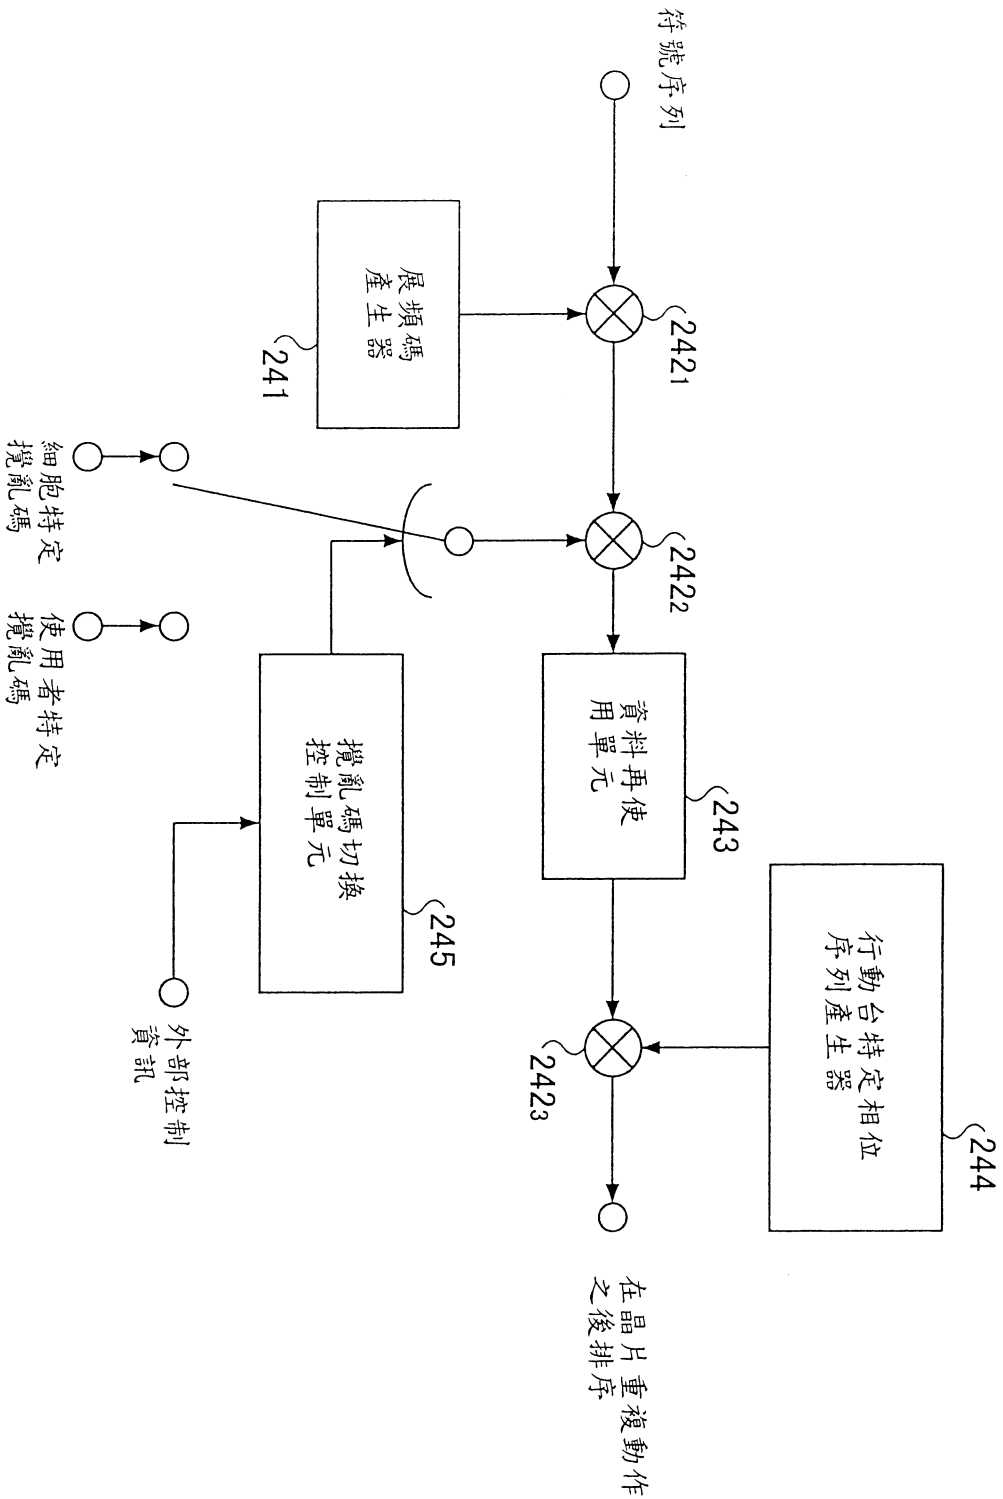 符號序列
242₁
展頻碼
產生器
241
242₂
細胞特定
攪亂碼
使用者特定
攪亂碼
資料再使
用單元
243
攪亂碼切換
控制單元
245
外部控制
資訊
行動台特定相位
序列產生器
244
242₃
在晶片重複動作
之後排序